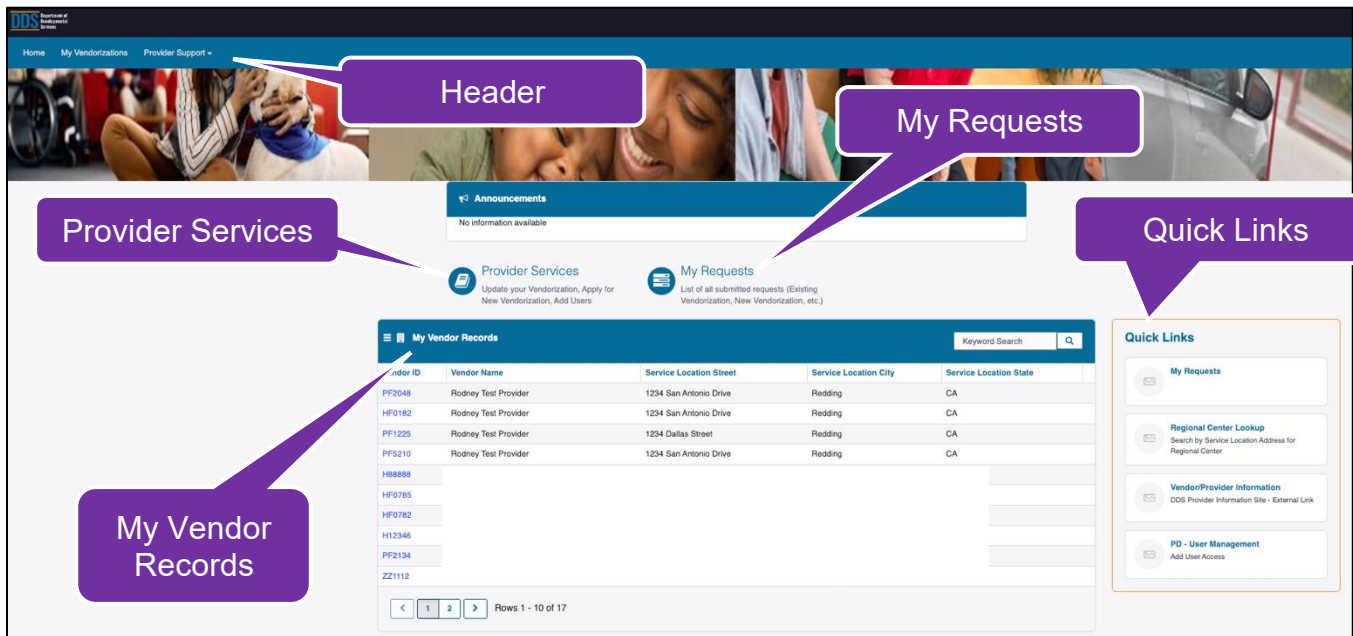 DDS Department of
Developmental
Services
Home My Vendorizations Provider Support
Header
My Requests
Announcements
No information available
Provider Services
Quick Links
Provider Services
Update your Vendorization, Apply for
New Vendorization, Add Users
My Requests
List of all submitted requests (Existing
Vendorization, New Vendorization, etc.)
My Vendor Records
Keyword Search
Vendor Name Service Location Street Service Location City Service Location State
PF2048 Rodney Test Provider 1234 San Antonio Drive Redding CA
HF0182 Rodney Test Provider 1234 San Antonio Drive Redding CA
PF1225 Rodney Test Provider 1234 Dallas Street Redding CA
PF5210 Rodney Test Provider 1234 San Antonio Drive Redding CA
H88888
HF0785
HF0782
H12346
PF2134
ZZ1112
< 1 2 > Rows 1 - 10 of 17
My Vendor
Records
Quick Links
My Requests
Regional Center Lookup
Search by Service Location Address for
Regional Center
Vendor/Provider Information
DDS Provider Information Site - External Link
PD - User Management
Add User Access